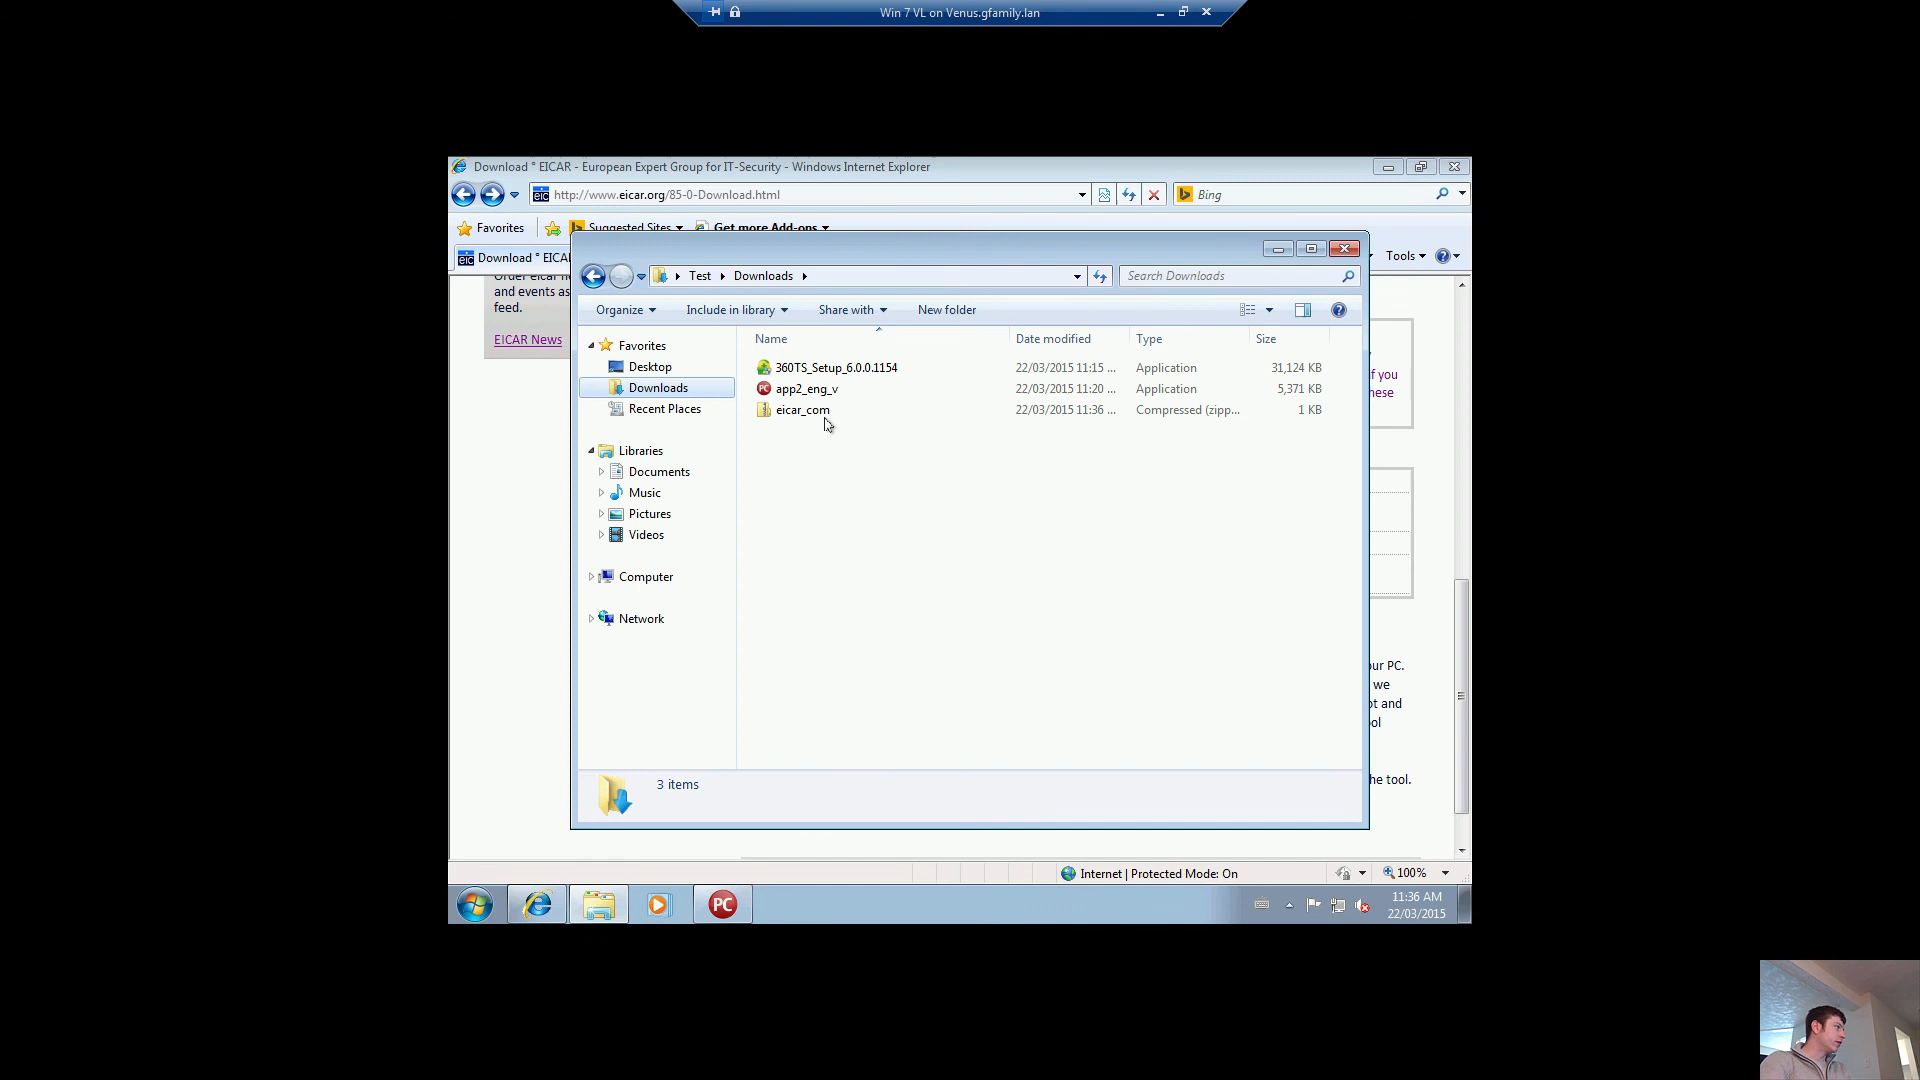 Win 7 VL on Venus.gfamily.lan
Download ° EICAR - European Expert Group for IT-Security - Windows Internet Explorer
http://www.eicar.org/85-0-Download.html
Bing
Favorites
Suggested Sites
Get more Add-ons
Download ° EICA
Tools
and events as
feed.
EICAR News
Test
Downloads
Search Downloads
Organize
Include in library
Share with
New folder
Name
Date modified
Type
Size
Favorites
Desktop
Downloads
Recent Places
Libraries
Documents
Music
Pictures
Videos
Computer
Network
360TS_Setup_6.0.0.1154
22/03/2015 11:15 ...
Application
31,124 KB
app2_eng_v
22/03/2015 11:20 ...
Application
5,371 KB
eicar_com
22/03/2015 11:36 ...
Compressed (zipp...
1 KB
3 items
if you
hese
ur PC.
we
ot and
ol
he tool.
Internet | Protected Mode: On
100%
PC
11:36 AM
22/03/2015